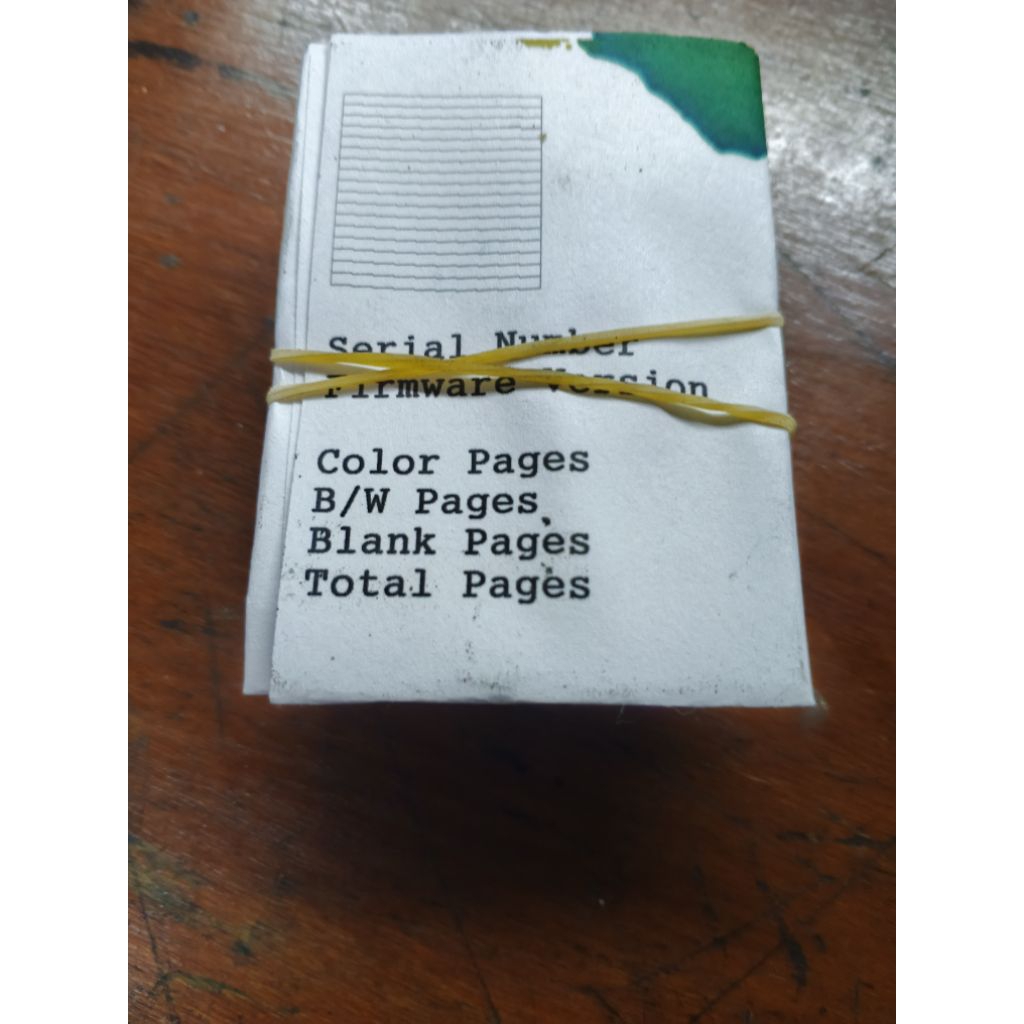 Serial Number
Firmware Version
Color Pages
B/W Pages
Blank Pages
Total Pages